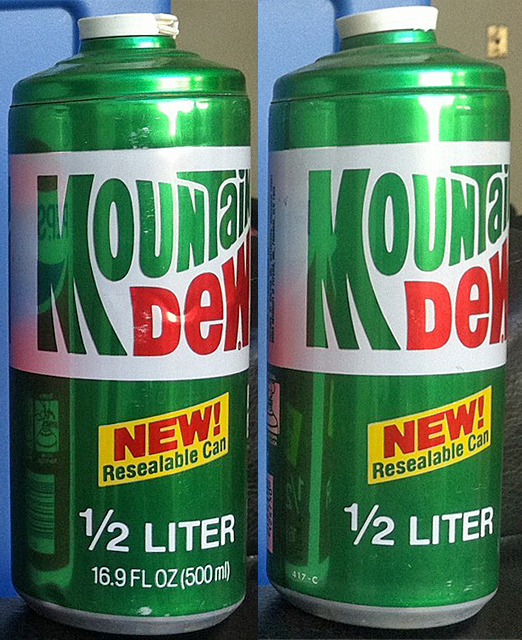 MOUNTain
DeW
NEW!
Resealable Can
1/2 LITER
16.9 FL OZ (500 ml)
MOUNTain
DeW
NEW!
Resealable Can
1/2 LITER
417-C